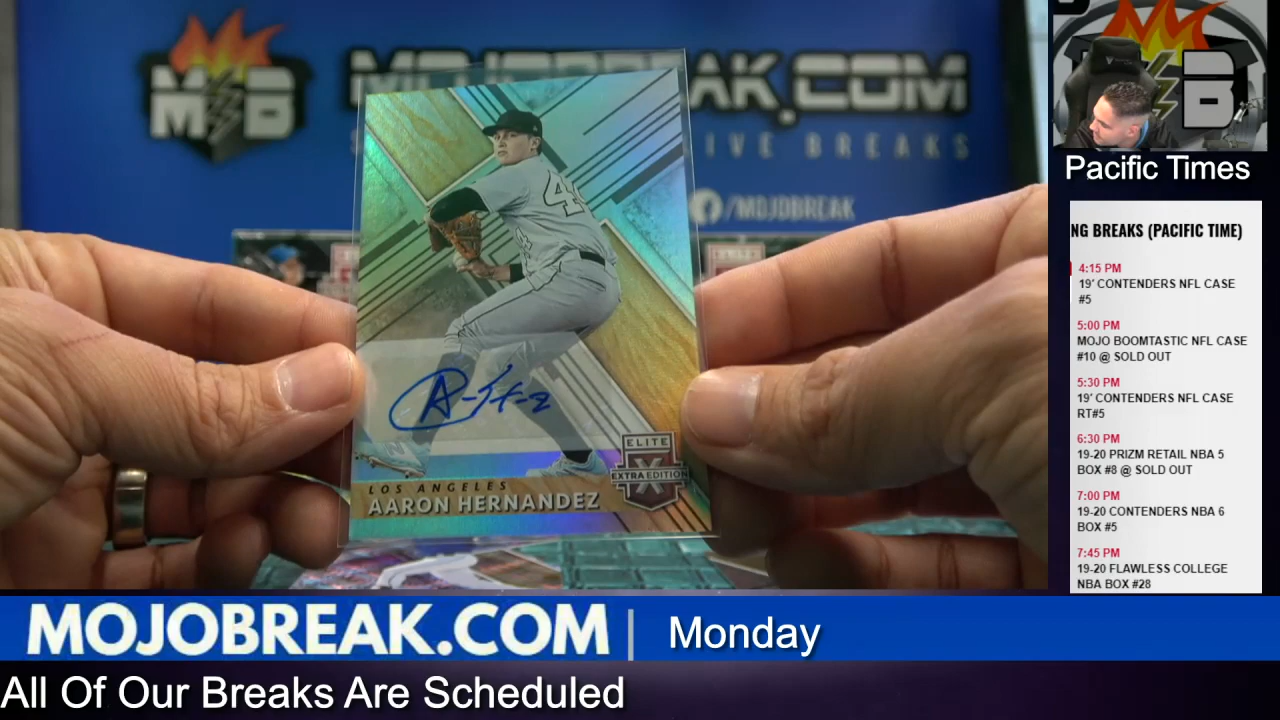 MB
MOJOBREAK.COM
LIVE BREAKS
/MOJOBREAK
ELITE
44
ELITE
X
EXTRA EDITION
LOS ANGELES
AARON HERNANDEZ
B
Pacific Times
NG BREAKS (PACIFIC TIME)
4:15 PM
19' CONTENDERS NFL CASE
#5
5:00 PM
MOJO BOOMTASTIC NFL CASE
#10 @ SOLD OUT
5:30 PM
19' CONTENDERS NFL CASE
RT#5
6:30 PM
19-20 PRIZM RETAIL NBA 5
BOX #8 @ SOLD OUT
7:00 PM
19-20 CONTENDERS NBA 6
BOX #5
7:45 PM
19-20 FLAWLESS COLLEGE
NBA BOX #28
MOJOBREAK.COM | Monday
All Of Our Breaks Are Scheduled